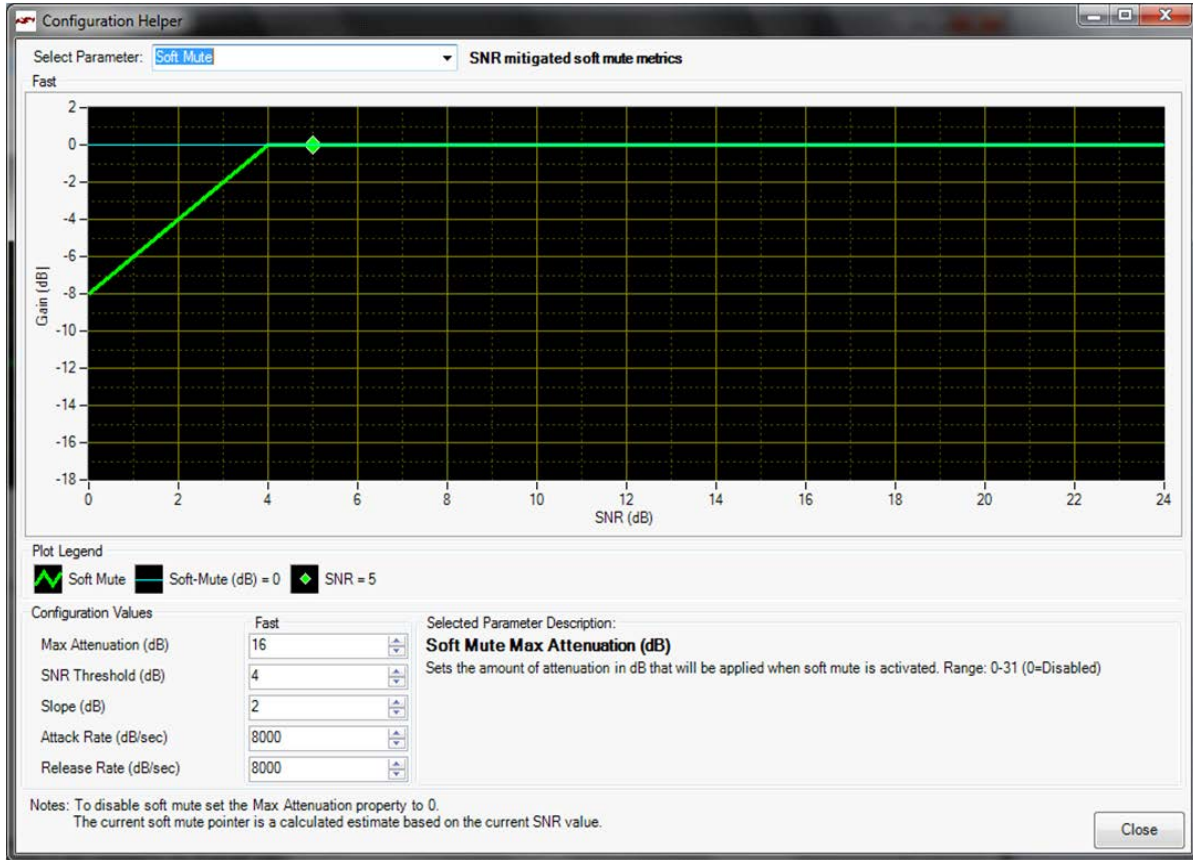 Configuration Helper
Select Parameter: Soft Mute SNR mitigated soft mute metrics
Fast
2
0
-2
-4
-6
-8
-10
-12
-14
-16
-18
Gain (dB)
0 2 4 6 8 10 12 14 16 18 20 22 24
SNR (dB)
Plot Legend
Soft Mute Soft-Mute (dB) = 0 SNR = 5
Configuration Values
Fast
Max Attenuation (dB) 16
SNR Threshold (dB) 4
Slope (dB) 2
Attack Rate (dB/sec) 8000
Release Rate (dB/sec) 8000
Selected Parameter Description:
Soft Mute Max Attenuation (dB)
Sets the amount of attenuation in dB that will be applied when soft mute is activated. Range: 0-31 (0=Disabled)
Notes: To disable soft mute set the Max Attenuation property to 0.
The current soft mute pointer is a calculated estimate based on the current SNR value.
Close